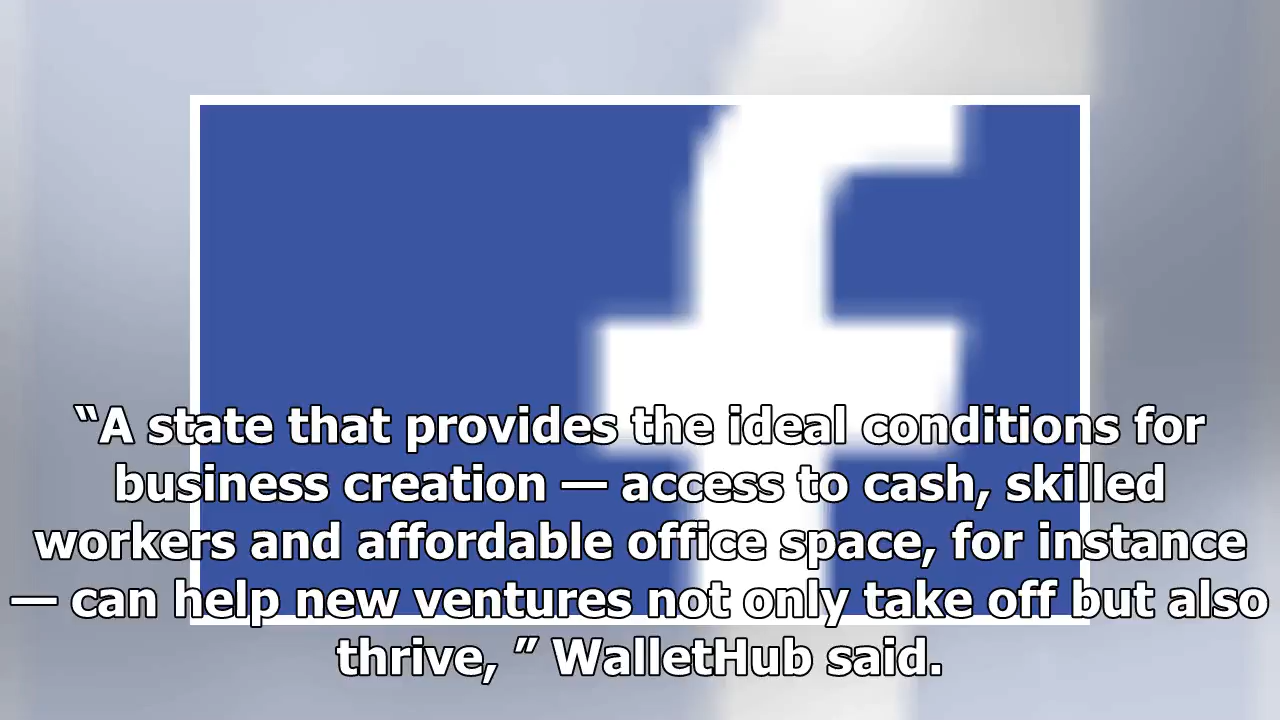 “A state that provides the ideal conditions for
business creation — access to cash, skilled
workers and affordable office space, for instance
— can help new ventures not only take off but also
thrive, ” WalletHub said.